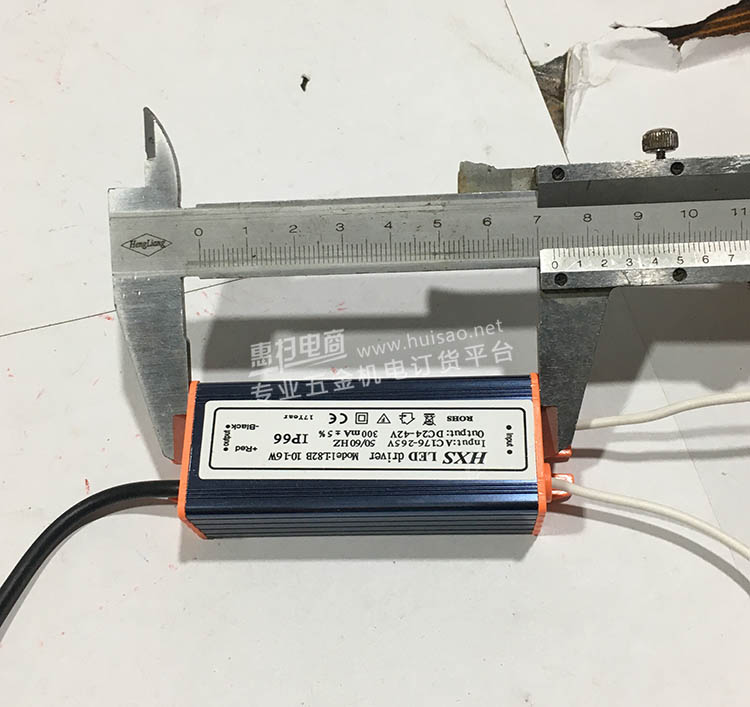 HengLiang
0 1 2 3 4 5 6 7 8 9 10 11
0 1 2 3 4 5 6 7
惠扫电商 www.huisao.net
专业五金机电订货平台
HXS LED driver Model:L82B 10-16W
Input:AC176-265V 50/60HZ
Output:DC24-42V 300mA±5% IP66
ROHS CE 17Year
Input
output
+Red
-Black